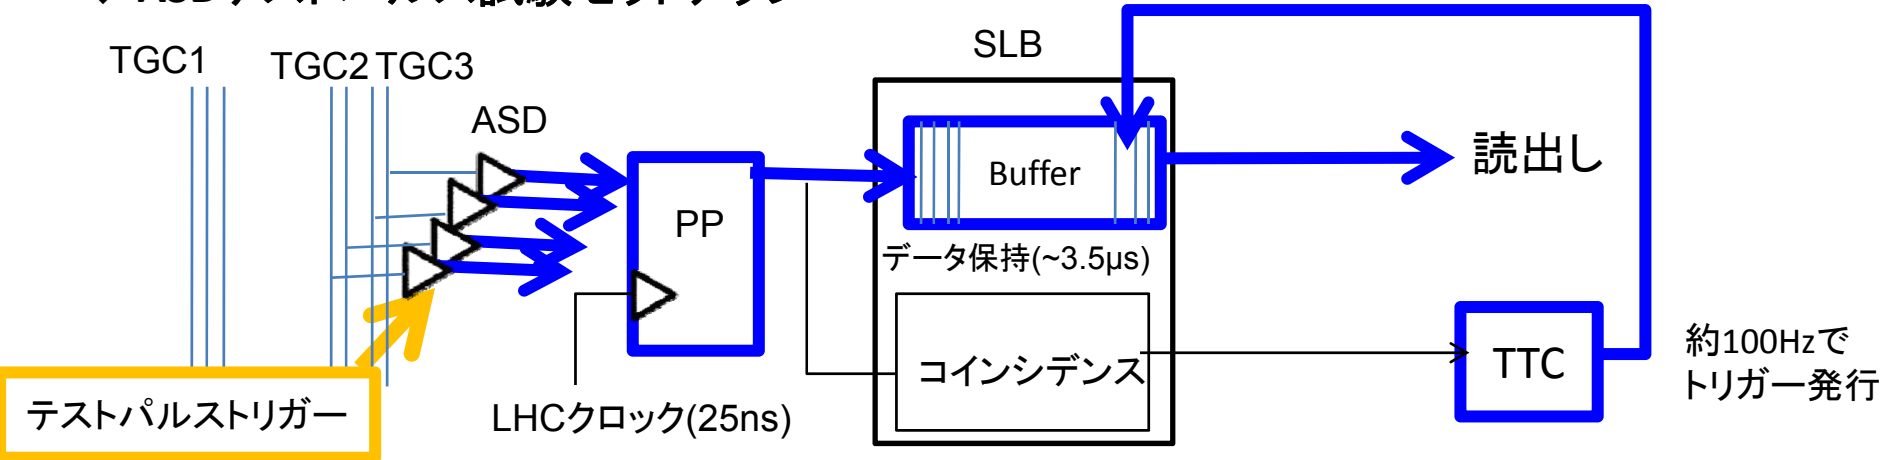 TGC1
TGC2 TGC3
ASD
SLB
PP
Buffer
読出し
データ保持(~3.5μs)
コインシデンス
TTC
約100Hzで
トリガー発行
テストパルストリガー
LHCクロック(25ns)